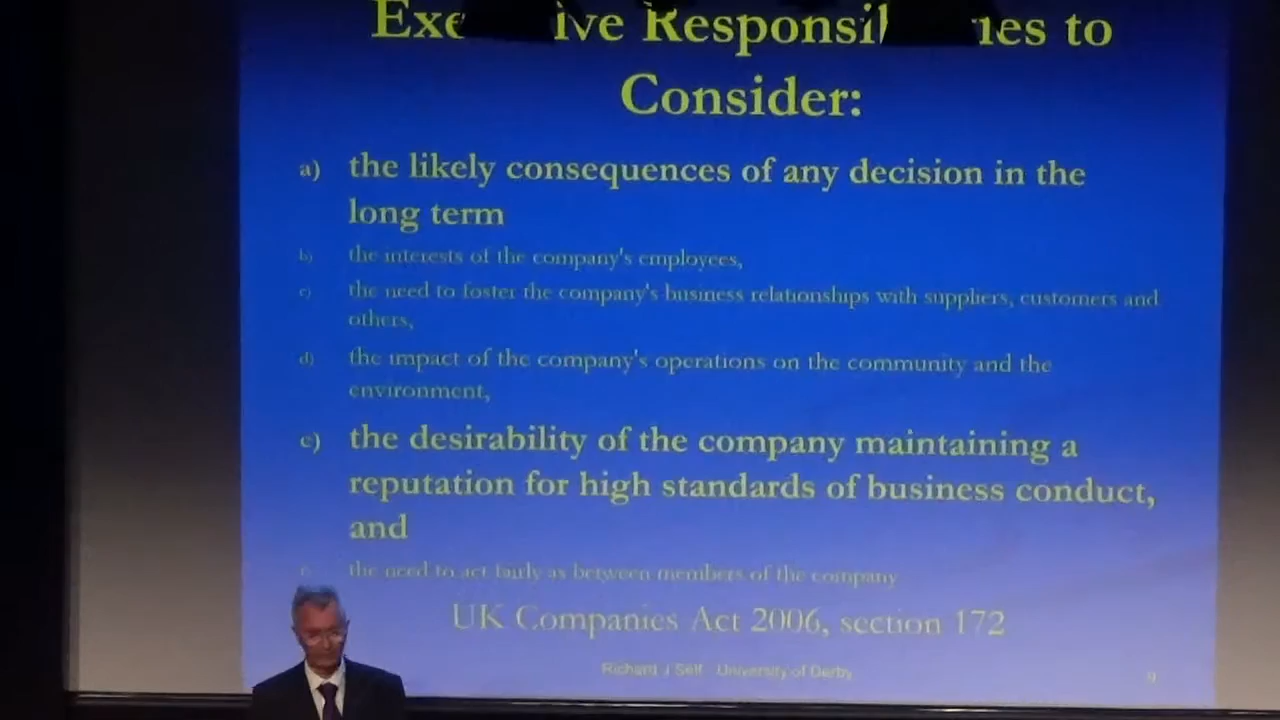 to
Consider:
a) the likely consequences of any decision in the
long term
b) the interests of the company's employees,
c) the need to foster the company's business relationships with suppliers, customers and
others,
d) the impact of the company's operations on the community and the
environment,
e) the desirability of the company maintaining a
reputation for high standards of business conduct,
and
the need to act fairly as between members of the company
UK Companies Act 2006, section 172
Richard J Self University of Derby 9